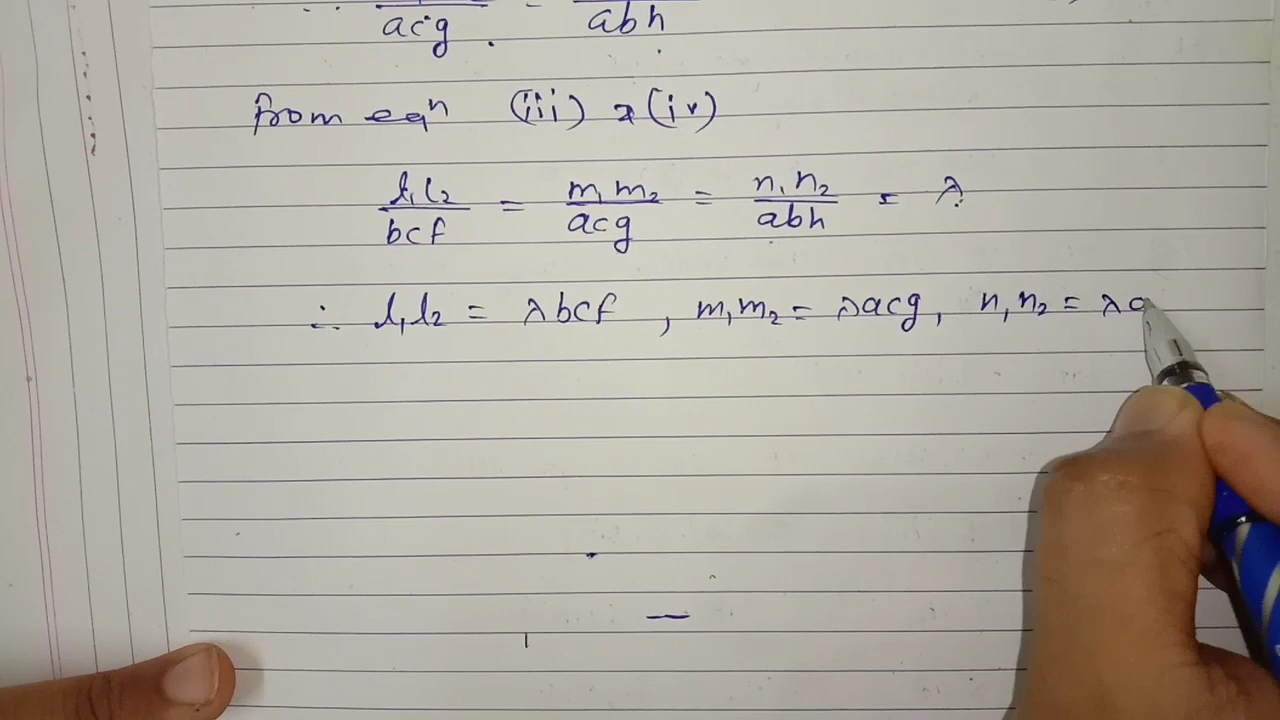 ∴ acg = abh
from eqⁿ (iii) & (iv)
l₁l₂/bcf = m₁m₂/acg = n₁n₂/abh = λ
∴ l₁l₂ = λbcf , m₁m₂ = λacg, n₁n₂ = λa